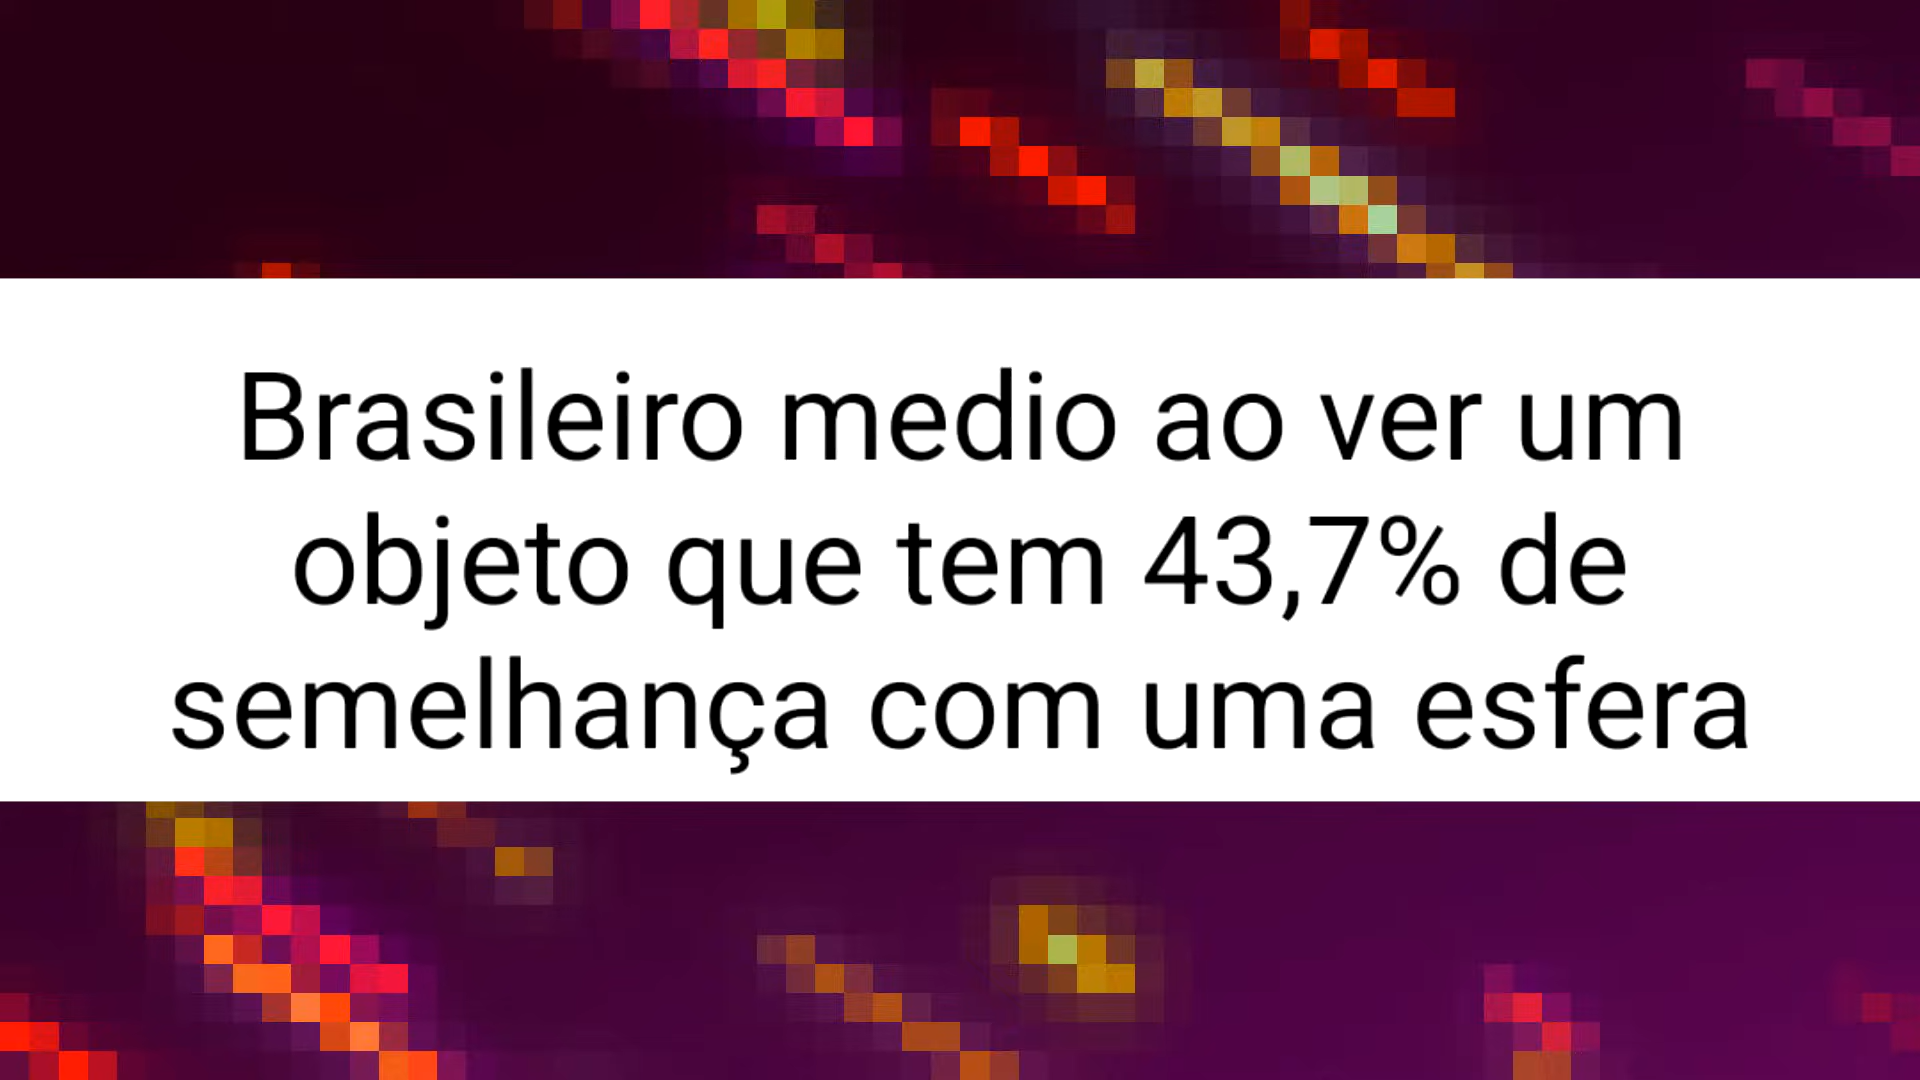 Brasileiro medio ao ver um
objeto que tem 43,7% de
semelhança com uma esfera